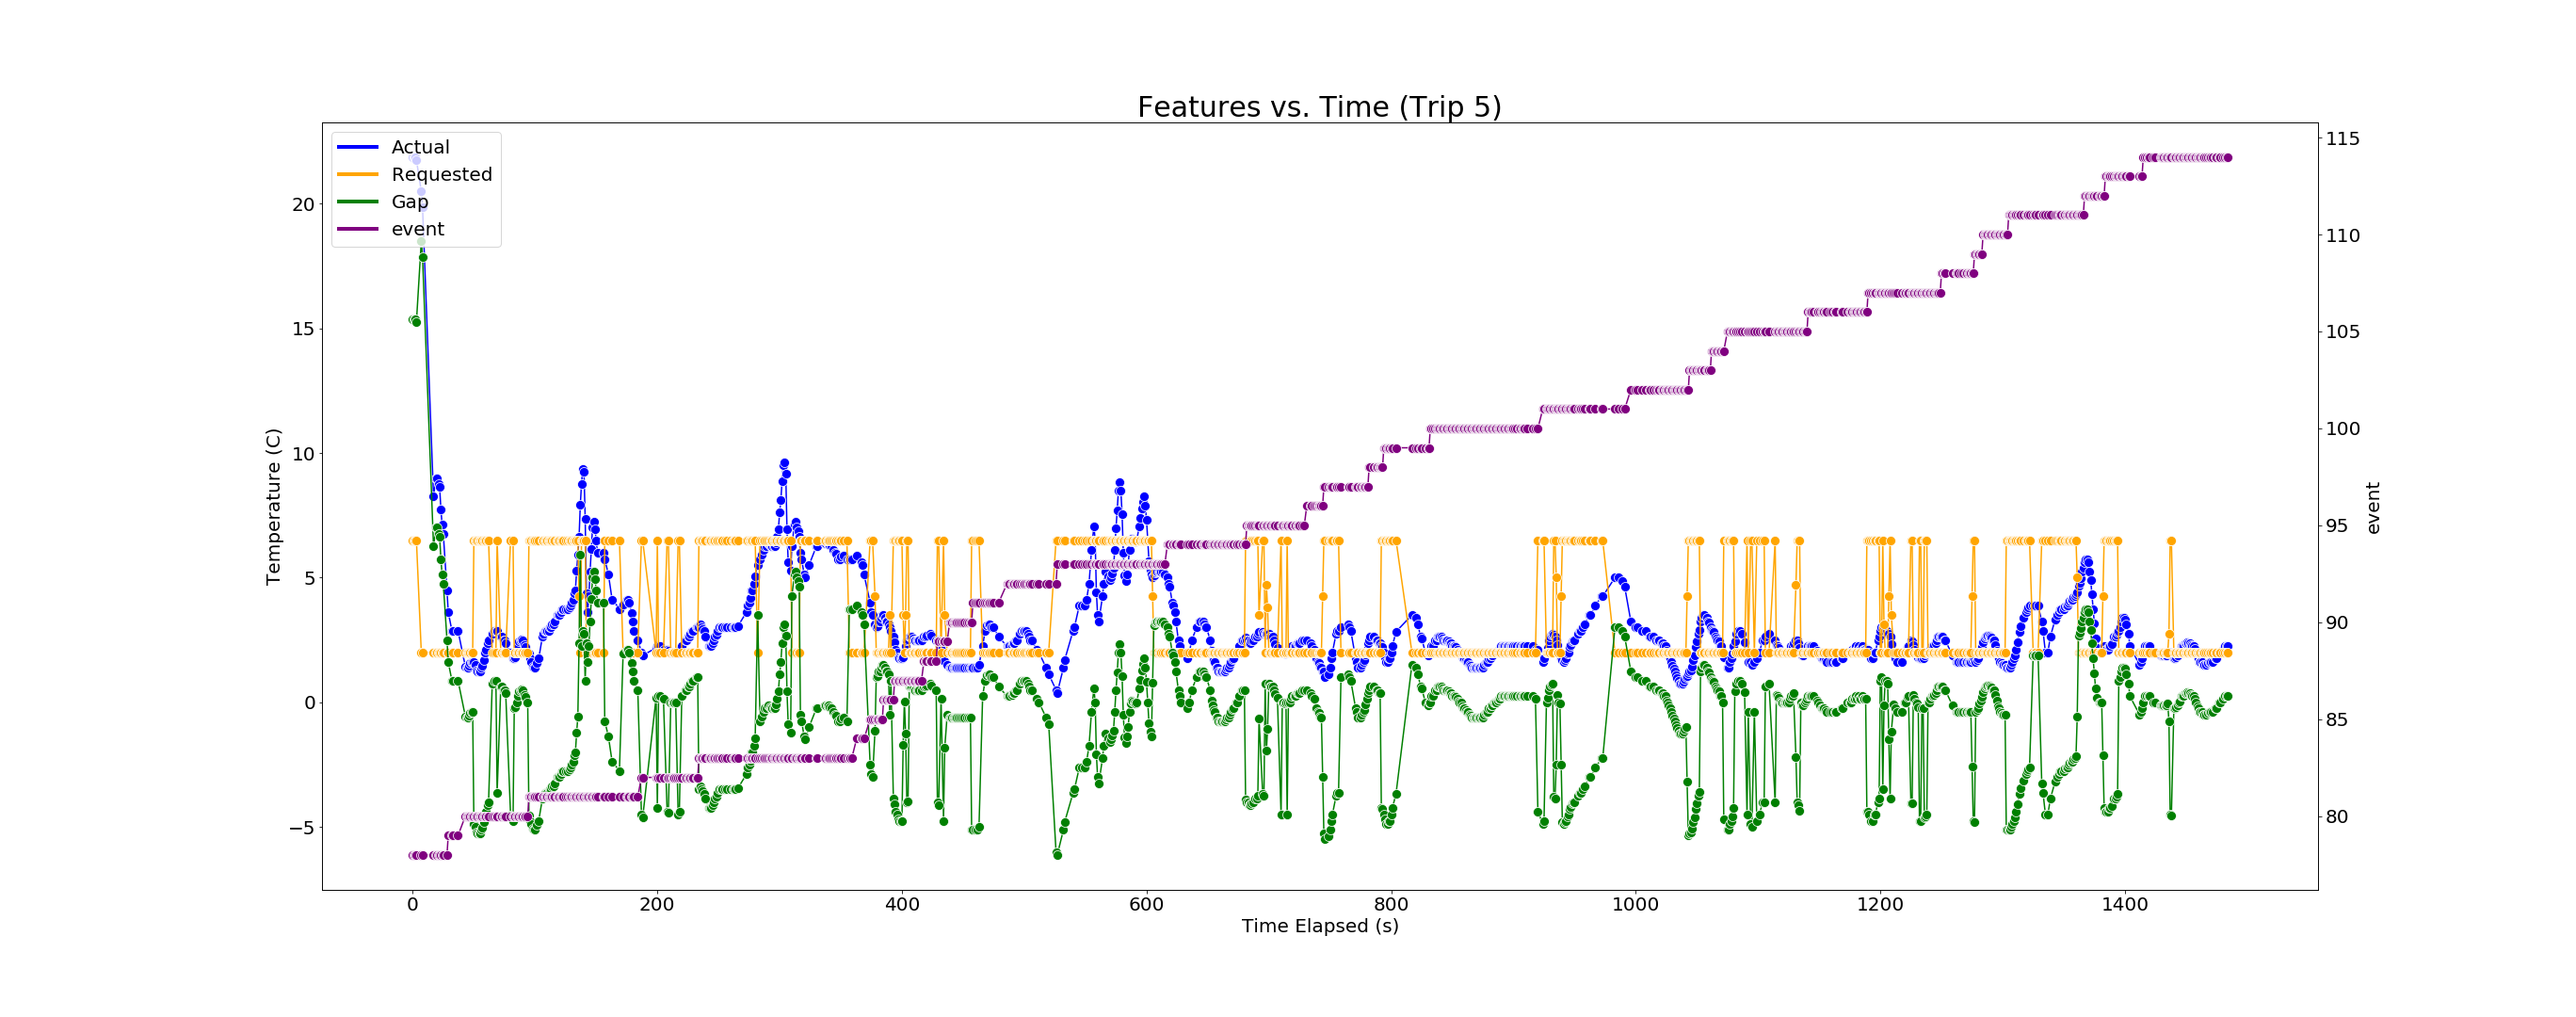 Features vs. Time (Trip 5)
Actual
Requested
Gap
event
Temperature (C)
20
15
10
5
0
−5
115
110
105
100
95
90
85
80
event
0 200 400 600 800 1000 1200 1400
Time Elapsed (s)